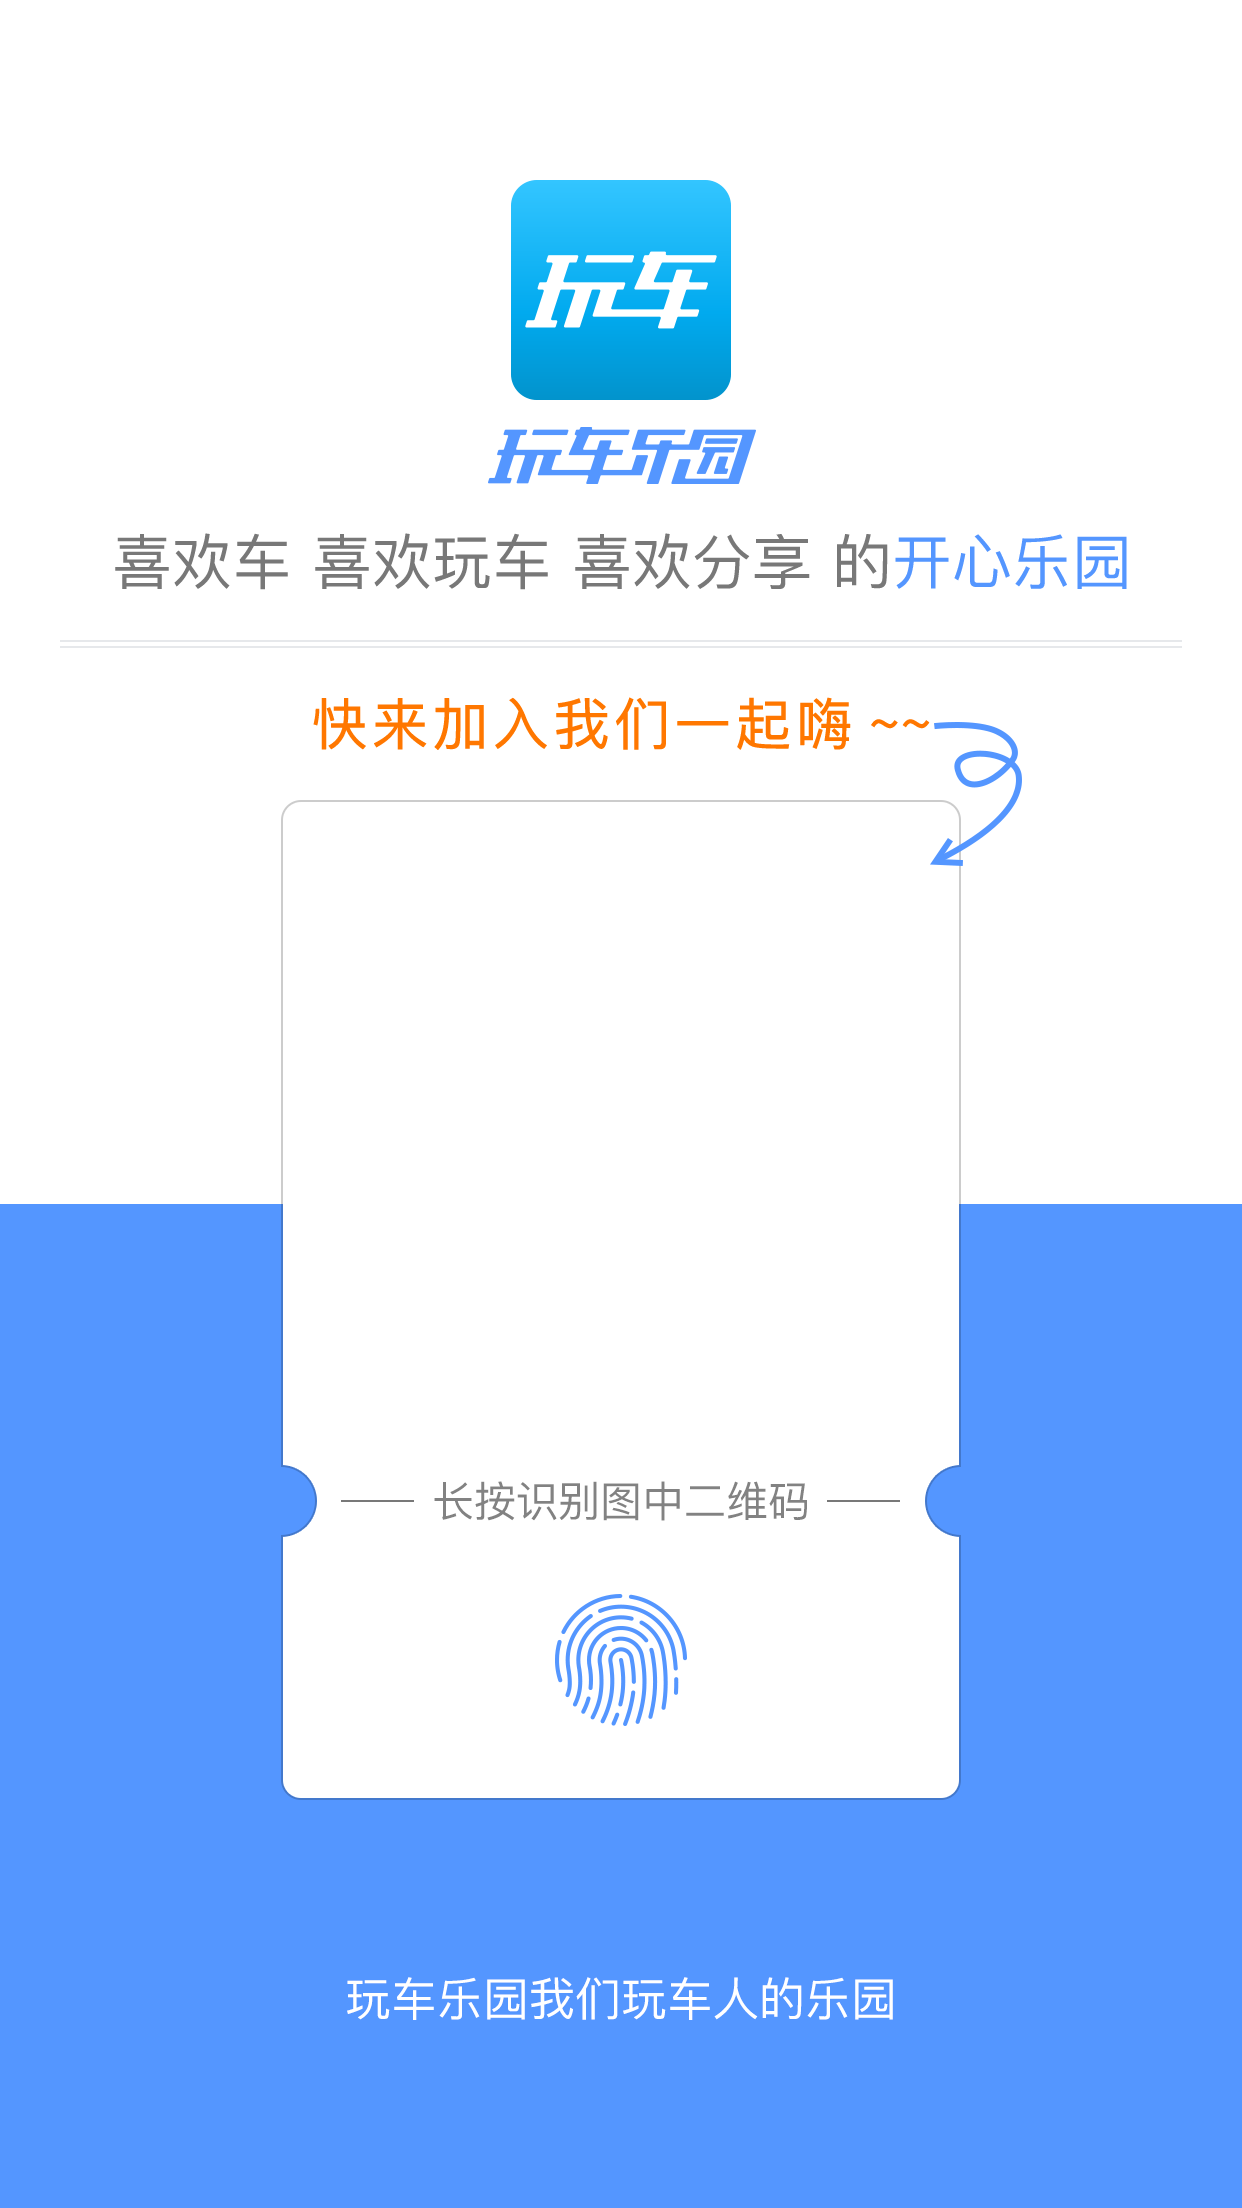 玩车
玩车乐园
喜欢车 喜欢玩车 喜欢分享 的开心乐园
快来加入我们一起嗨 ~~
长按识别图中二维码
玩车乐园我们玩车人的乐园